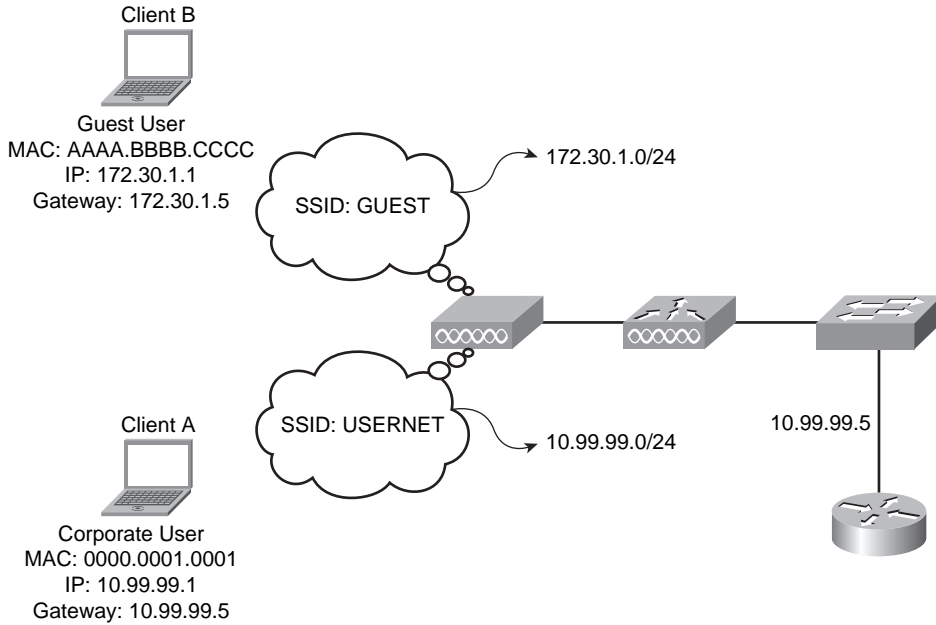 Client B
Guest User
MAC: AAAA.BBBB.CCCC
IP: 172.30.1.1
Gateway: 172.30.1.5
SSID: GUEST
172.30.1.0/24
SSID: USERNET
10.99.99.0/24
10.99.99.5
Client A
Corporate User
MAC: 0000.0001.0001
IP: 10.99.99.1
Gateway: 10.99.99.5